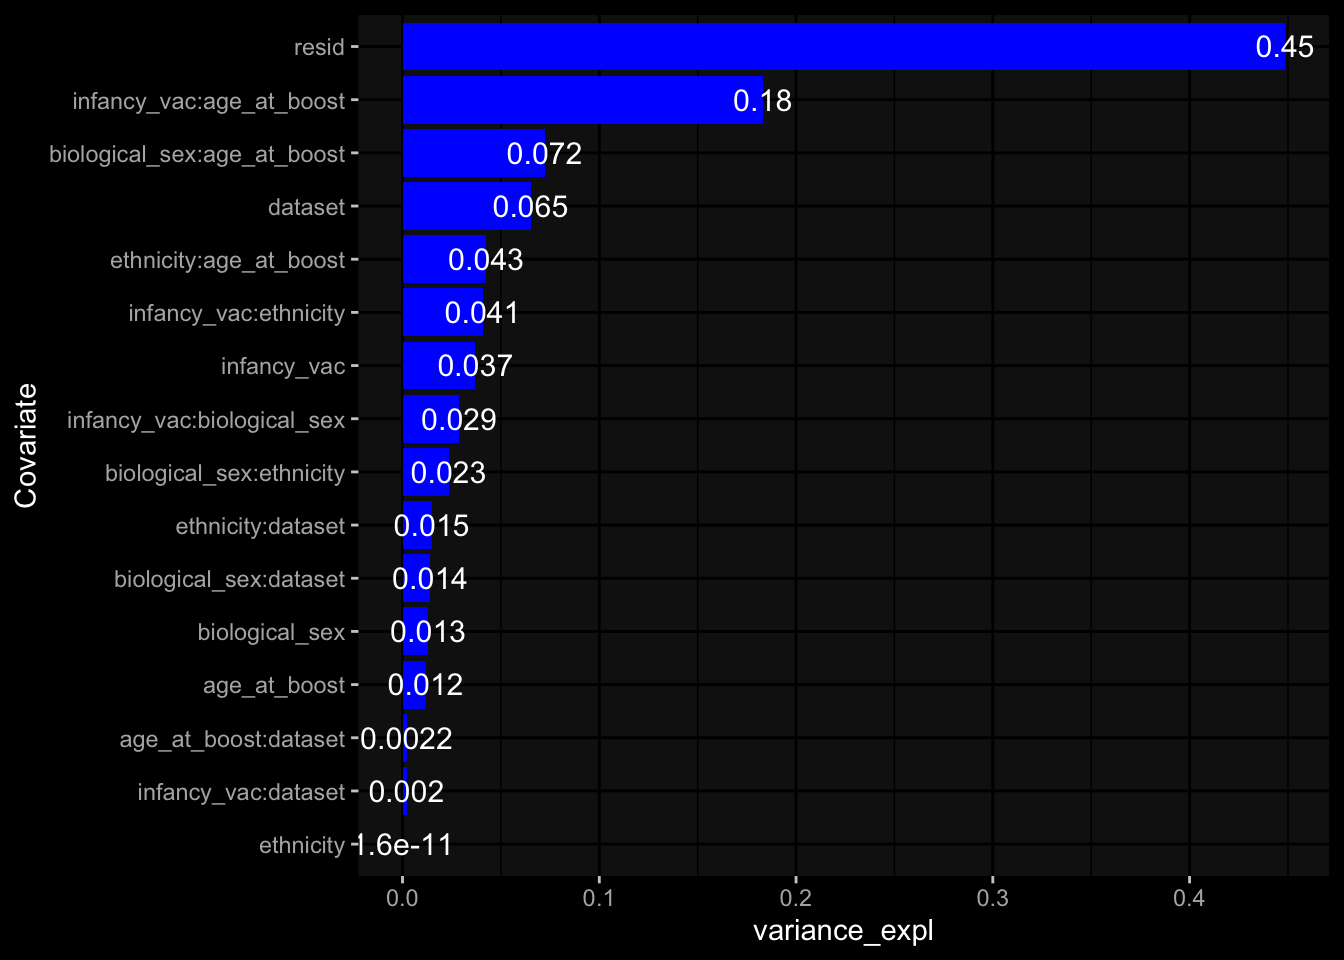 resid 0.45
infancy_vac:age_at_boost 0.18
biological_sex:age_at_boost 0.072
dataset 0.065
ethnicity:age_at_boost 0.043
infancy_vac:ethnicity 0.041
infancy_vac 0.037
infancy_vac:biological_sex 0.029
biological_sex:ethnicity 0.023
ethnicity:dataset 0.015
biological_sex:dataset 0.014
biological_sex 0.013
age_at_boost 0.012
age_at_boost:dataset 0.0022
infancy_vac:dataset 0.002
ethnicity 1.6e-11
Covariate
0.0 0.1 0.2 0.3 0.4
variance_expl